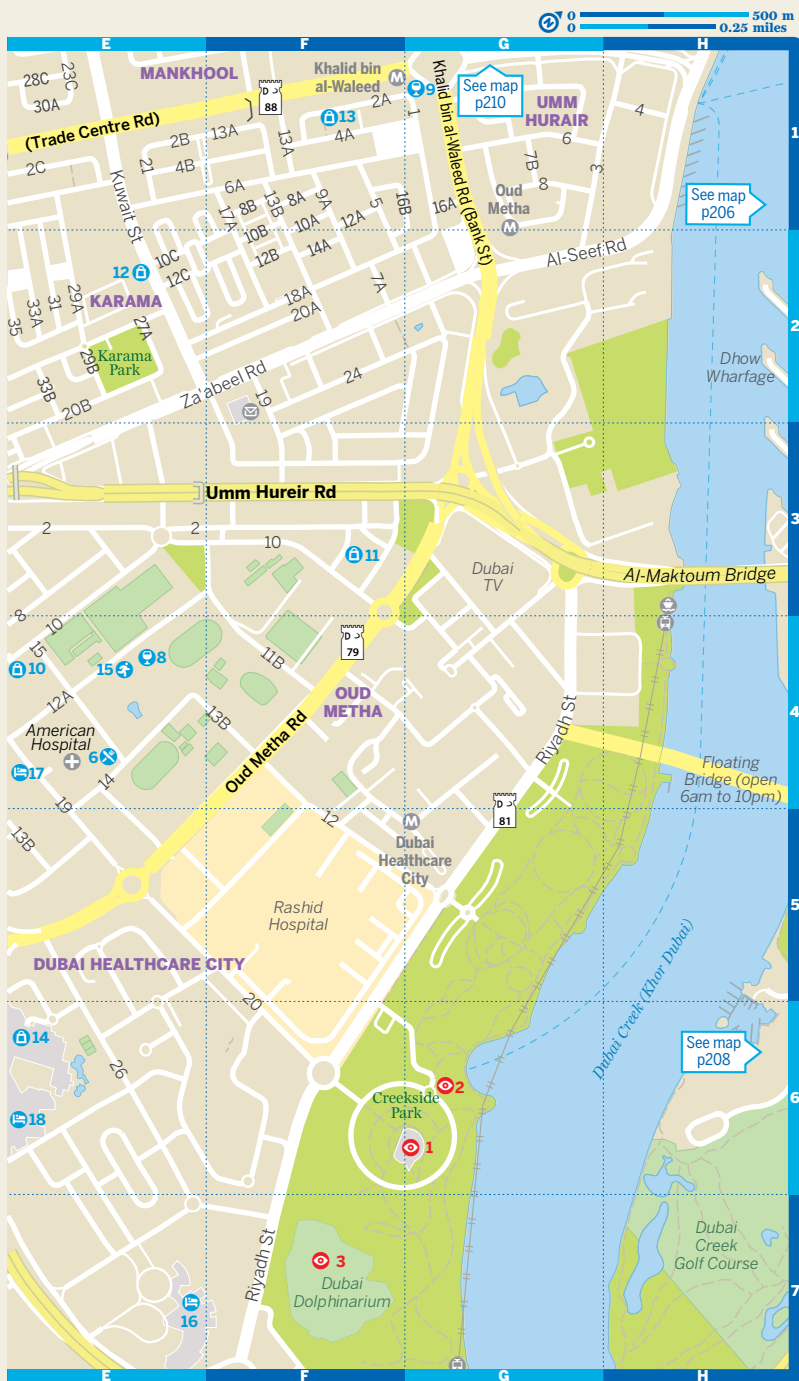 0 500 m
0 0.25 miles
E F G H
MANKHOOL
Khalid bin
al-Waleed
M
9
See map
p210
UMM
HURAIR
28C
23C
30A
D
88
2A
1
13
4A
4
(Trade Centre Rd)
2B
13A
13A
6
1
2C
21
4B
7B
8
3
Khalid bin al-Waleed Rd (Bank St)
Kuwait St
6A
17A
8B
13B
8A
9A
5
16B
16A
Oud
Metha
M
See map
p206
10B
10A
12A
12B
14A
Al-Seef Rd
12
10C
12C
7A
KARAMA
18A
20A
35
33A
31
29A
27A
2
Karama
Park
29B
33B
20B
Za'abeel Rd
19
24
Dhow
Wharfage
Umm Hureir Rd
2
2
10
11
3
Dubai
TV
Al-Maktoum Bridge
8
10
15
10
15
8
D
79
11B
12A
OUD
METHA
13B
4
American
Hospital
6
17
14
19
Oud Metha Rd
Riyadh St
Floating
Bridge (open
6am to 10pm)
D
81
12
M
Dubai
Healthcare
City
13B
Rashid
Hospital
5
DUBAI HEALTHCARE CITY
Dubai Creek (Khor Dubai)
20
14
26
See map
p208
2
Creekside
Park
18
1
6
Riyadh St
3
Dubai
Dolphinarium
Dubai
Creek
Golf Course
16
7
E F G H